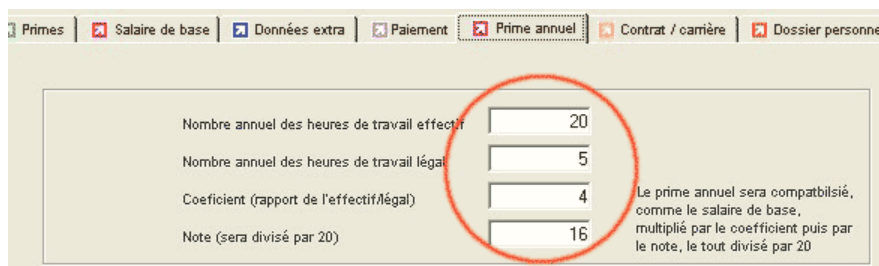 Primes Salaire de base Données extra Paiement Prime annuel Contrat / carrière Dossier personne
Nombre annuel des heures de travail effectif 20
Nombre annuel des heures de travail légal 5
Coeficient (rapport de l'effectif/légal) 4
Note (sera divisé par 20) 16
Le prime annuel sera compatbilsié,
comme le salaire de base,
multiplié par le coefficient puis par
le note, le tout divisé par 20